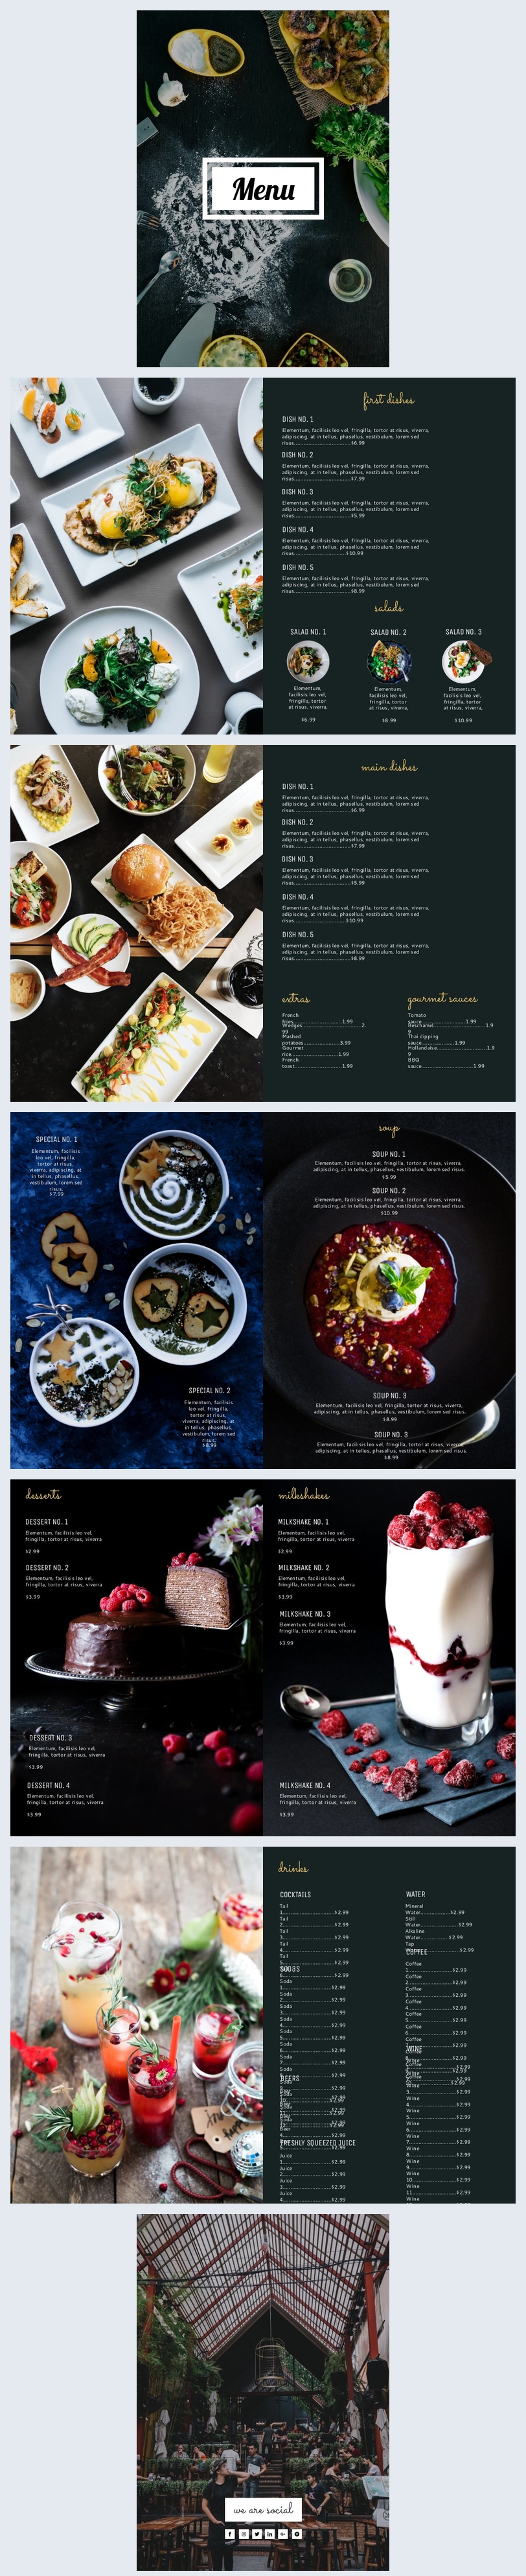 Menu
first dishes
DISH NO. 1
Elementum, facilisis leo vel, fringilla, tortor at risus, viverra,
adipiscing, at in tellus, phasellus, vestibulum, lorem sed
risus..............................$6.99
DISH NO. 2
Elementum, facilisis leo vel, fringilla, tortor at risus, viverra,
adipiscing, at in tellus, phasellus, vestibulum, lorem sed
risus..............................$7.99
DISH NO. 3
Elementum, facilisis leo vel, fringilla, tortor at risus, viverra,
adipiscing, at in tellus, phasellus, vestibulum, lorem sed
risus..............................$5.99
DISH NO. 4
Elementum, facilisis leo vel, fringilla, tortor at risus, viverra,
adipiscing, at in tellus, phasellus, vestibulum, lorem sed
risus............................$10.99
DISH NO. 5
Elementum, facilisis leo vel, fringilla, tortor at risus, viverra,
adipiscing, at in tellus, phasellus, vestibulum, lorem sed
risus..............................$8.99
salads
SALAD NO. 1
Elementum,
facilisis leo vel,
fringilla, tortor
at risus, viverra,
$6.99
SALAD NO. 2
Elementum,
facilisis leo vel,
fringilla, tortor
at risus, viverra,
$8.99
SALAD NO. 3
Elementum,
facilisis leo vel,
fringilla, tortor
at risus, viverra,
$10.99
main dishes
DISH NO. 1
Elementum, facilisis leo vel, fringilla, tortor at risus, viverra,
adipiscing, at in tellus, phasellus, vestibulum, lorem sed
risus..............................$6.99
DISH NO. 2
Elementum, facilisis leo vel, fringilla, tortor at risus, viverra,
adipiscing, at in tellus, phasellus, vestibulum, lorem sed
risus..............................$7.99
DISH NO. 3
Elementum, facilisis leo vel, fringilla, tortor at risus, viverra,
adipiscing, at in tellus, phasellus, vestibulum, lorem sed
risus..............................$5.99
DISH NO. 4
Elementum, facilisis leo vel, fringilla, tortor at risus, viverra,
adipiscing, at in tellus, phasellus, vestibulum, lorem sed
risus............................$10.99
DISH NO. 5
Elementum, facilisis leo vel, fringilla, tortor at risus, viverra,
adipiscing, at in tellus, phasellus, vestibulum, lorem sed
risus..............................$8.99
extras
French
fries..........................1.99
Wedges................................2.
99
Mashed
potatoes.....................3.99
Gourmet
rice.........................1.99
French
toast.........................1.99
gourmet sauces
Tomato
sauce.......................1.99
Béschamel............................1.9
9
Thai dipping
sauce.................1.99
Hollandaise..........................1.9
9
BBQ
sauce...........................1.99
SPECIAL NO. 1
Elementum, facilisis
leo vel, fringilla,
tortor at risus,
viverra, adipiscing,
at in tellus, phasellus,
vestibulum, lorem sed
risus.
$7.99
SPECIAL NO. 2
Elementum, facilisis
leo vel, fringilla,
tortor at risus,
viverra, adipiscing, at
in tellus, phasellus,
vestibulum, lorem sed
risus.
$8.99
soup
SOUP NO. 1
Elementum, facilisis leo vel, fringilla, tortor at risus, viverra,
adipiscing, at in tellus, phasellus, vestibulum, lorem sed risus.
$5.99
SOUP NO. 2
Elementum, facilisis leo vel, fringilla, tortor at risus, viverra,
adipiscing, at in tellus, phasellus, vestibulum, lorem sed risus.
$10.99
SOUP NO. 3
Elementum, facilisis leo vel, fringilla, tortor at risus, viverra,
adipiscing, at in tellus, phasellus, vestibulum, lorem sed risus.
$8.99
SOUP NO. 3
Elementum, facilisis leo vel, fringilla, tortor at risus, viverra,
adipiscing, at in tellus, phasellus, vestibulum, lorem sed risus.
$8.99
desserts
DESSERT NO. 1
Elementum, facilisis leo vel,
fringilla, tortor at risus, viverra
$2.99
DESSERT NO. 2
Elementum, facilisis leo vel,
fringilla, tortor at risus, viverra
$3.99
DESSERT NO. 3
Elementum, facilisis leo vel,
fringilla, tortor at risus, viverra
$3.99
DESSERT NO. 4
Elementum, facilisis leo vel,
fringilla, tortor at risus, viverra
$3.99
milkshakes
MILKSHAKE NO. 1
Elementum, facilisis leo vel,
fringilla, tortor at risus, viverra
$2.99
MILKSHAKE NO. 2
Elementum, facilisis leo vel,
fringilla, tortor at risus, viverra
$3.99
MILKSHAKE NO. 3
Elementum, facilisis leo vel,
fringilla, tortor at risus, viverra
$3.99
MILKSHAKE NO. 4
Elementum, facilisis leo vel,
fringilla, tortor at risus, viverra
$3.99
drinks
COCKTAILS
Tail
1..........................$2.99
Tail
2..........................$2.99
Tail
3..........................$2.99
Tail
4..........................$2.99
Tail
5..........................$2.99
SODAS
Soda
1..........................$2.99
Soda
2..........................$2.99
Soda
3..........................$2.99
Soda
4..........................$2.99
Soda
5..........................$2.99
Soda
6..........................$2.99
Soda
7..........................$2.99
BEERS
Beer
4..........................$2.99
FRESHLY SQUEEZED JUICE
Juice
1..........................$2.99
Juice
2..........................$2.99
Juice
3..........................$2.99
Juice
4..........................$2.99
WATER
Mineral
Water................$2.99
Still
Water....................$2.99
Alkaline
Water...............$2.99
Tap
COFFEE
Coffee
1.......................$2.99
Coffee
2.......................$2.99
Coffee
3.......................$2.99
Coffee
4.......................$2.99
Coffee
5.......................$2.99
Coffee
6.......................$2.99
Coffee
WINE
Wine
3........................$2.99
Wine
4........................$2.99
Wine
5........................$2.99
Wine
6........................$2.99
Wine
7........................$2.99
Wine
8........................$2.99
Wine
9........................$2.99
Wine
10.......................$2.99
Wine
11.......................$2.99
Wine
we are social